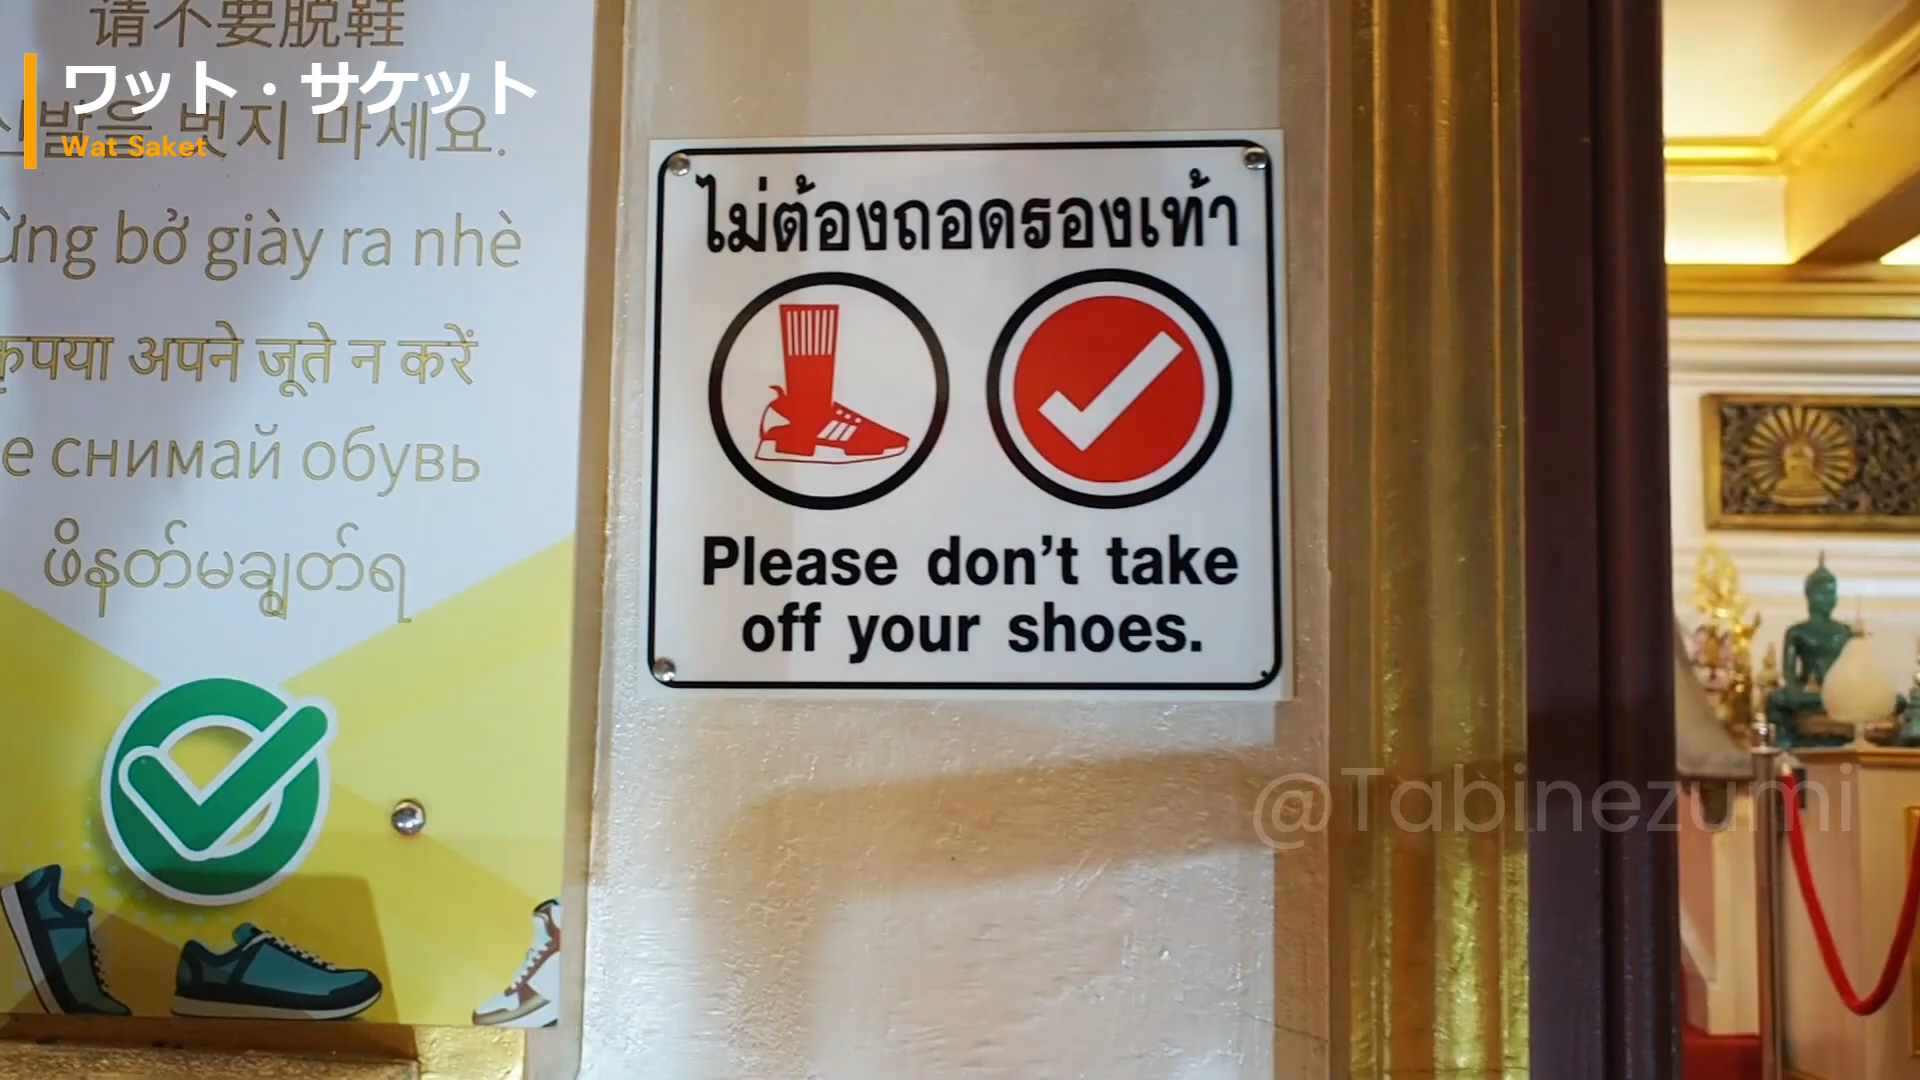 ワット・サケット
Wat Saket
请不要脱鞋
신발을 벗지 마세요.
bở giày ra nhè
कृपया अपने जूते न करें
снимай обувь
ဖိနတ်မချွတ်ရ
ไม่ต้องถอดรองเท้า
Please don't take
off your shoes.
@Tabinezumi